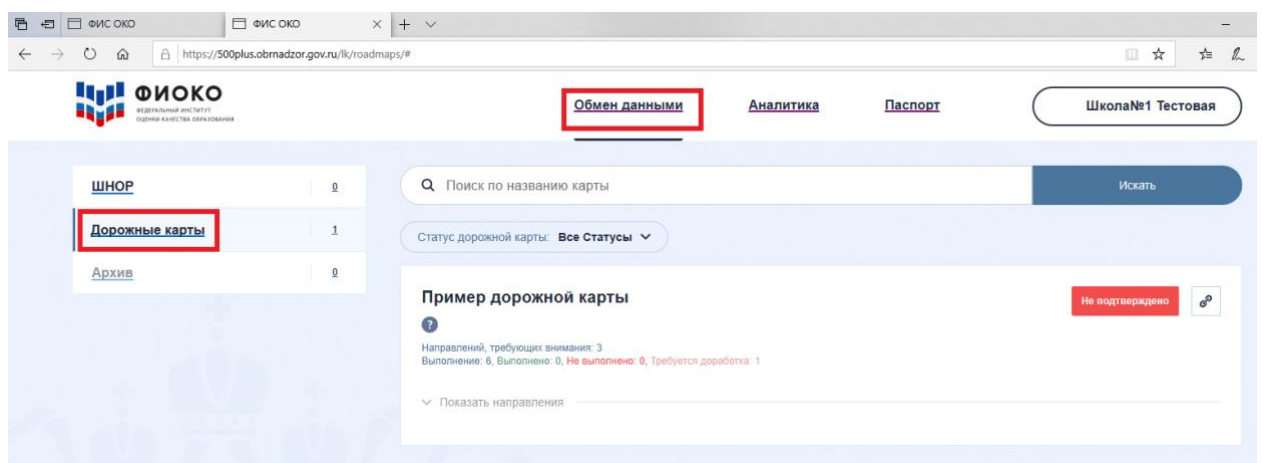 ФИС ОКО
ФИС ОКО
https://500plus.obrnadzor.gov.ru/lk/roadmaps/#
ФИОКО
ФЕДЕРАЛЬНЫЙ ИНСТИТУТ
ОЦЕНКИ КАЧЕСТВА ОБРАЗОВАНИЯ
Обмен данными
Аналитика
Паспорт
Школа№1 Тестовая
ШНОР 0
Дорожные карты 1
Архив 0
Поиск по названию карты
Искать
Статус дорожной карты: Все Статусы
Пример дорожной карты
Не подтверждено
?
Направлений, требующих внимания: 3
Выполнение: 6, Выполнено: 0, Не выполнено: 0, Требуется доработка: 1
Показать направления